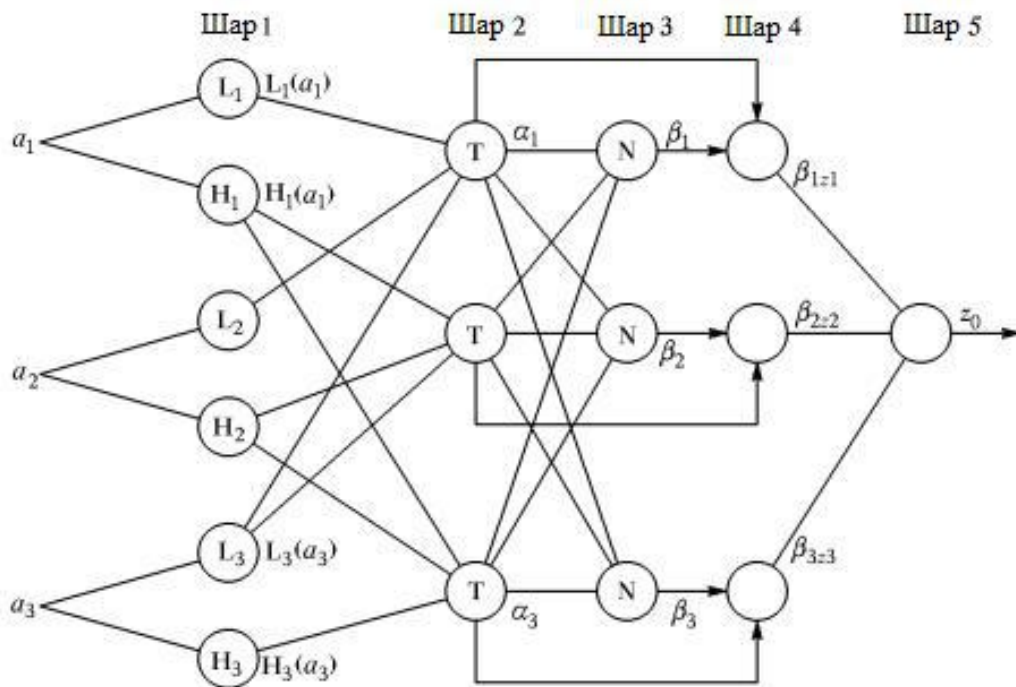 Шар 1 Шар 2 Шар 3 Шар 4 Шар 5
L₁ L₁(a₁)
a₁
T α₁ N β₁
β₁z₁
H₁ H₁(a₁)
L₂
T N β₂z₂ z₀
β₂
a₂
H₂
L₃ L₃(a₃)
β₃z₃
a₃
T α₃ N β₃
H₃ H₃(a₃)